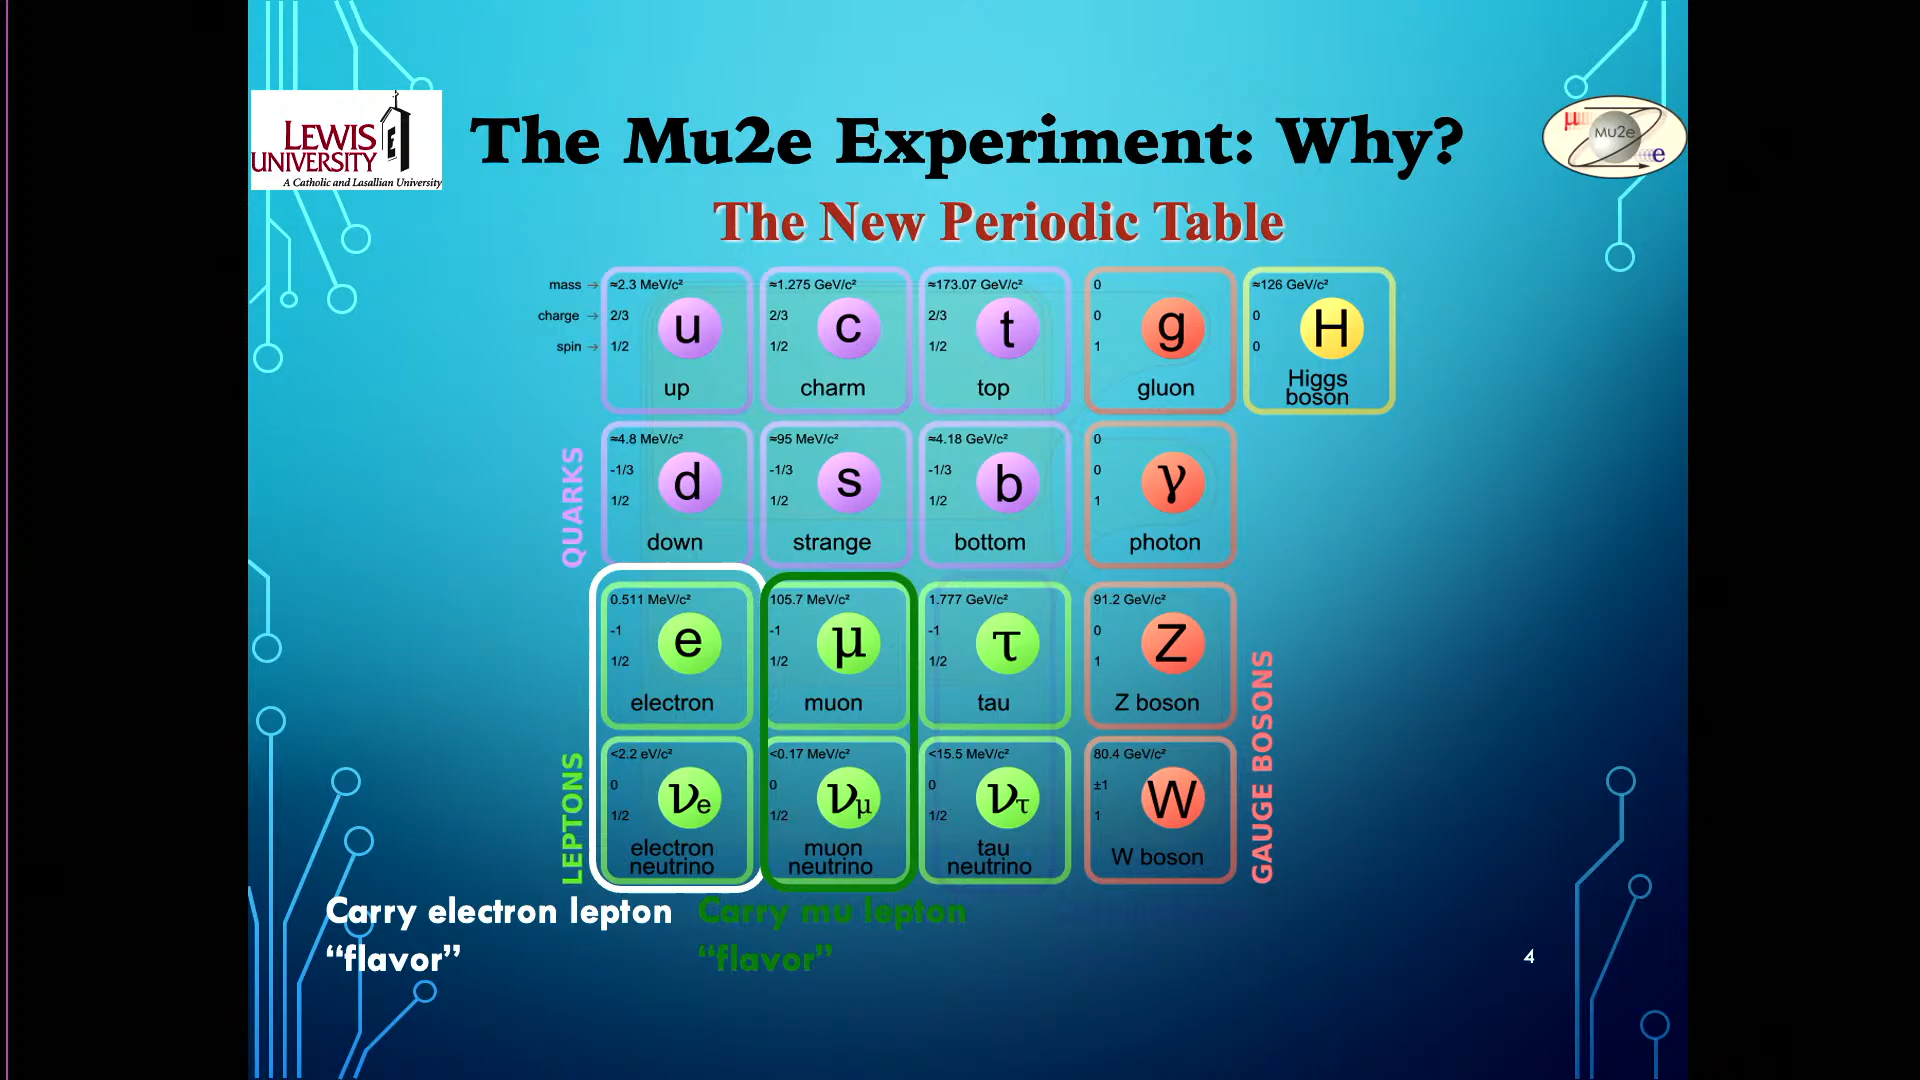 LEWIS
UNIVERSITY
A Catholic and Lasallian University
The Mu2e Experiment: Why?
μ
Mu2e
e
The New Periodic Table
mass → ≈2.3 MeV/c² ≈1.275 GeV/c² ≈173.07 GeV/c² 0 ≈126 GeV/c²
charge → 2/3 2/3 2/3 0 0
u c t g H
spin → 1/2 1/2 1/2 1 0
up charm top gluon Higgs
boson
QUARKS
≈4.8 MeV/c² ≈95 MeV/c² ≈4.18 GeV/c² 0
-1/3 -1/3 -1/3 0
d s b γ
1/2 1/2 1/2 1
down strange bottom photon
0.511 MeV/c² 105.7 MeV/c² 1.777 GeV/c² 91.2 GeV/c²
-1 -1 -1 0
e μ τ Z
1/2 1/2 1/2 1
electron muon tau Z boson
LEPTONS
<2.2 eV/c² <0.17 MeV/c² <15.5 MeV/c² 80.4 GeV/c²
0 0 0 ±1
νe νμ ντ W
1/2 1/2 1/2 1
electron muon tau W boson
neutrino neutrino neutrino
GAUGE BOSONS
Carry electron lepton
“flavor”
Carry mu lepton
“flavor”
4